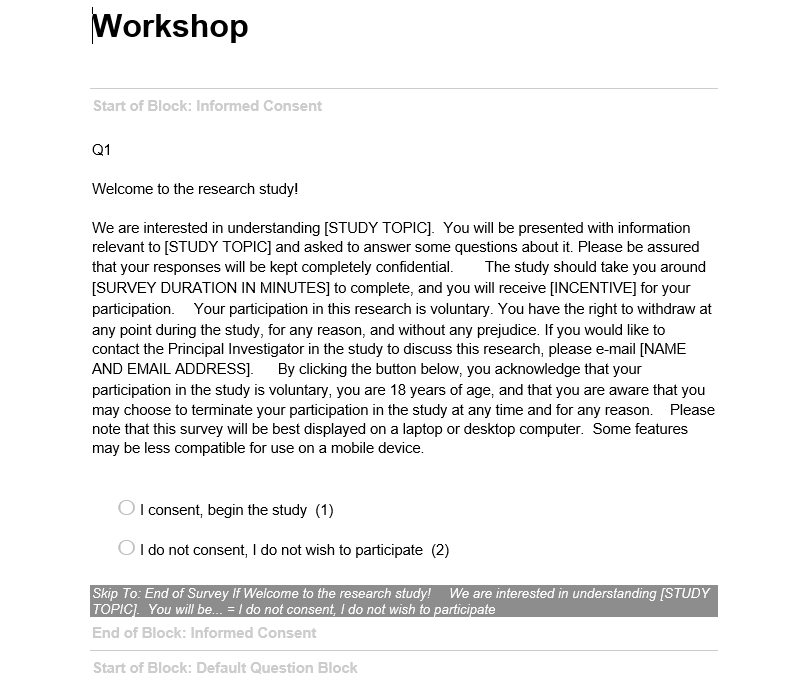 Workshop
Start of Block: Informed Consent
Q1
Welcome to the research study!
We are interested in understanding [STUDY TOPIC].  You will be presented with information
relevant to [STUDY TOPIC] and asked to answer some questions about it. Please be assured
that your responses will be kept completely confidential.        The study should take you around
[SURVEY DURATION IN MINUTES] to complete, and you will receive [INCENTIVE] for your
participation.     Your participation in this research is voluntary. You have the right to withdraw at
any point during the study, for any reason, and without any prejudice. If you would like to
contact the Principal Investigator in the study to discuss this research, please e-mail [NAME
AND EMAIL ADDRESS].      By clicking the button below, you acknowledge that your
participation in the study is voluntary, you are 18 years of age, and that you are aware that you
may choose to terminate your participation in the study at any time and for any reason.    Please
note that this survey will be best displayed on a laptop or desktop computer.  Some features
may be less compatible for use on a mobile device.
I consent, begin the study  (1)
I do not consent, I do not wish to participate  (2)
Skip To: End of Survey If Welcome to the research study!     We are interested in understanding [STUDY
TOPIC].  You will be... = I do not consent, I do not wish to participate
End of Block: Informed Consent
Start of Block: Default Question Block